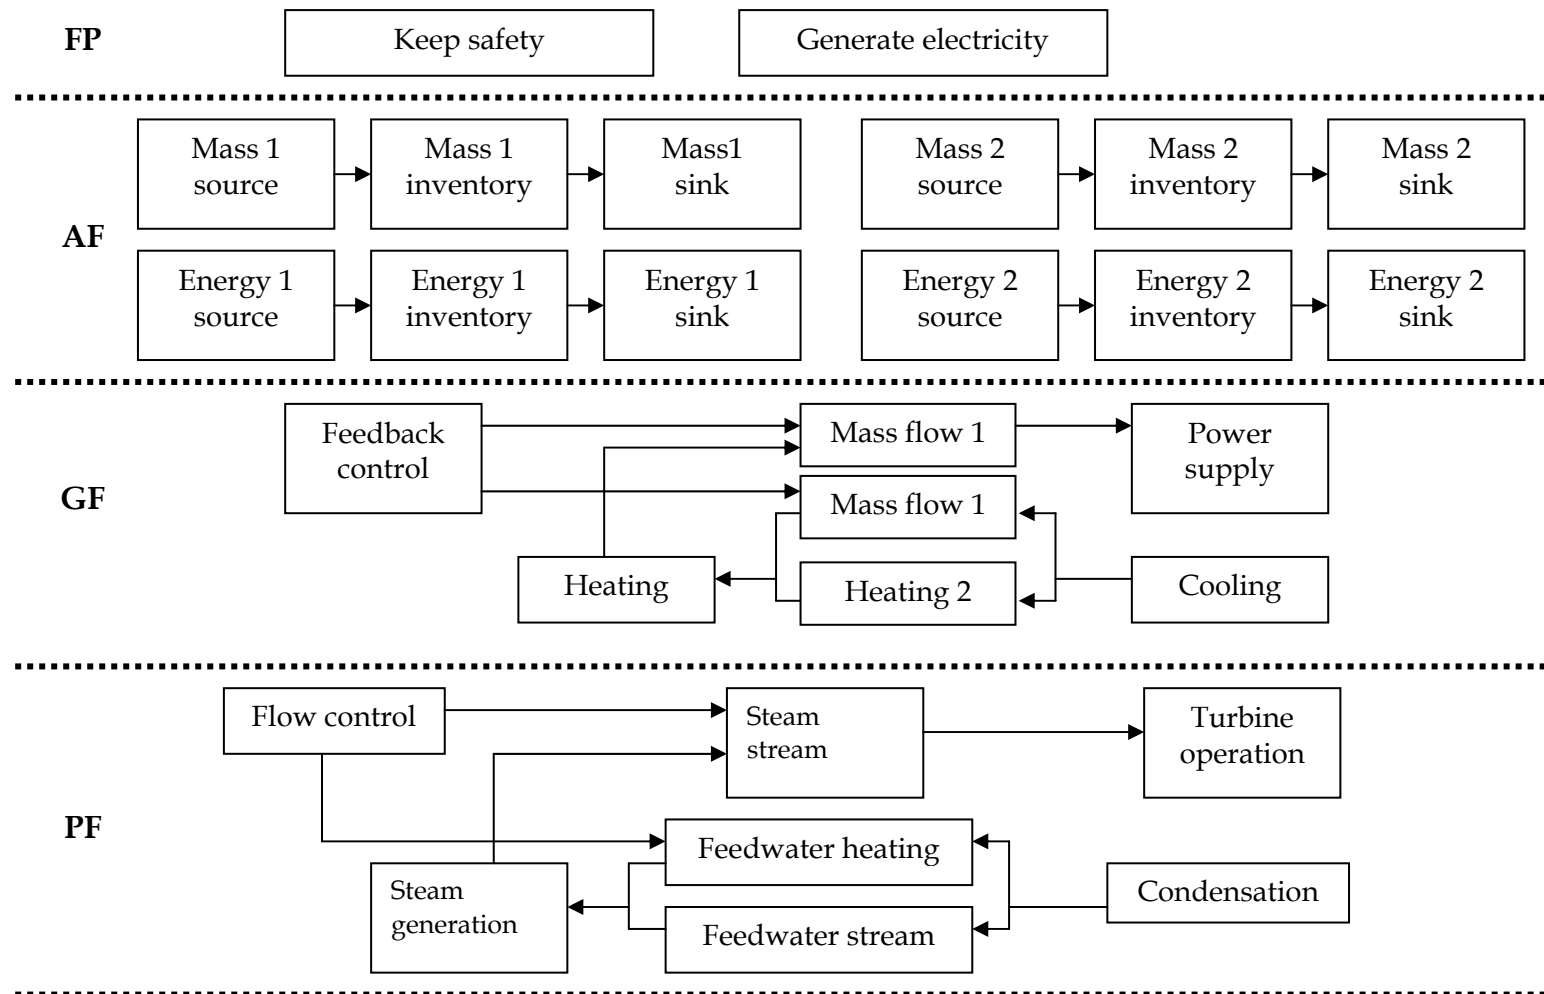 FP
Keep safety
Generate electricity
AF
Mass 1
source
Mass 1
inventory
Mass1
sink
Mass 2
source
Mass 2
inventory
Mass 2
sink
Energy 1
source
Energy 1
inventory
Energy 1
sink
Energy 2
source
Energy 2
inventory
Energy 2
sink
GF
Feedback
control
Mass flow 1
Power
supply
Mass flow 1
Heating
Heating 2
Cooling
PF
Flow control
Steam
stream
Turbine
operation
Feedwater heating
Steam
generation
Condensation
Feedwater stream